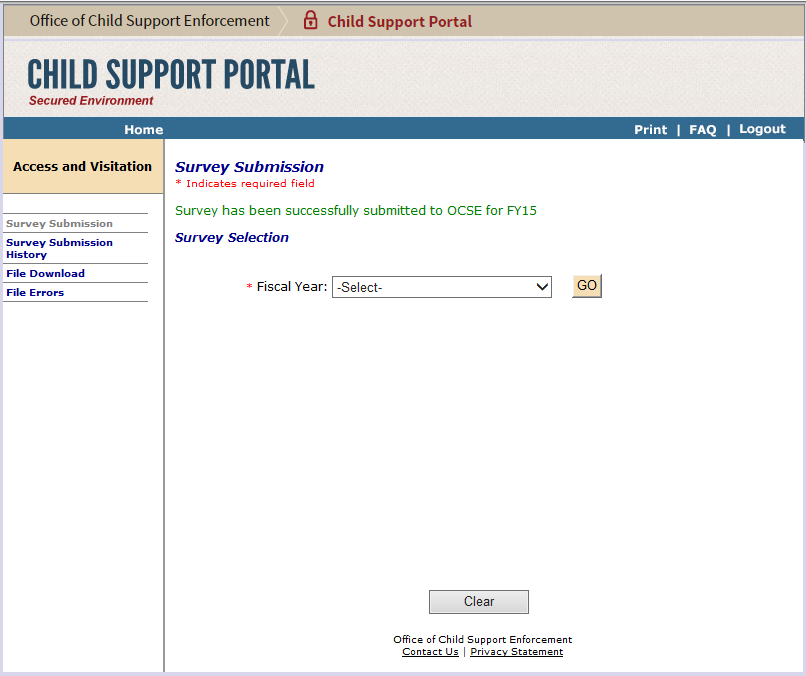 Office of Child Support Enforcement
Child Support Portal
CHILD SUPPORT PORTAL
Secured Environment
Home
Print | FAQ | Logout
Access and Visitation
Survey Submission
Survey Submission
History
File Download
File Errors
Survey Submission
* Indicates required field
Survey has been successfully submitted to OCSE for FY15
Survey Selection
* Fiscal Year: -Select- GO
Clear
Office of Child Support Enforcement
Contact Us | Privacy Statement